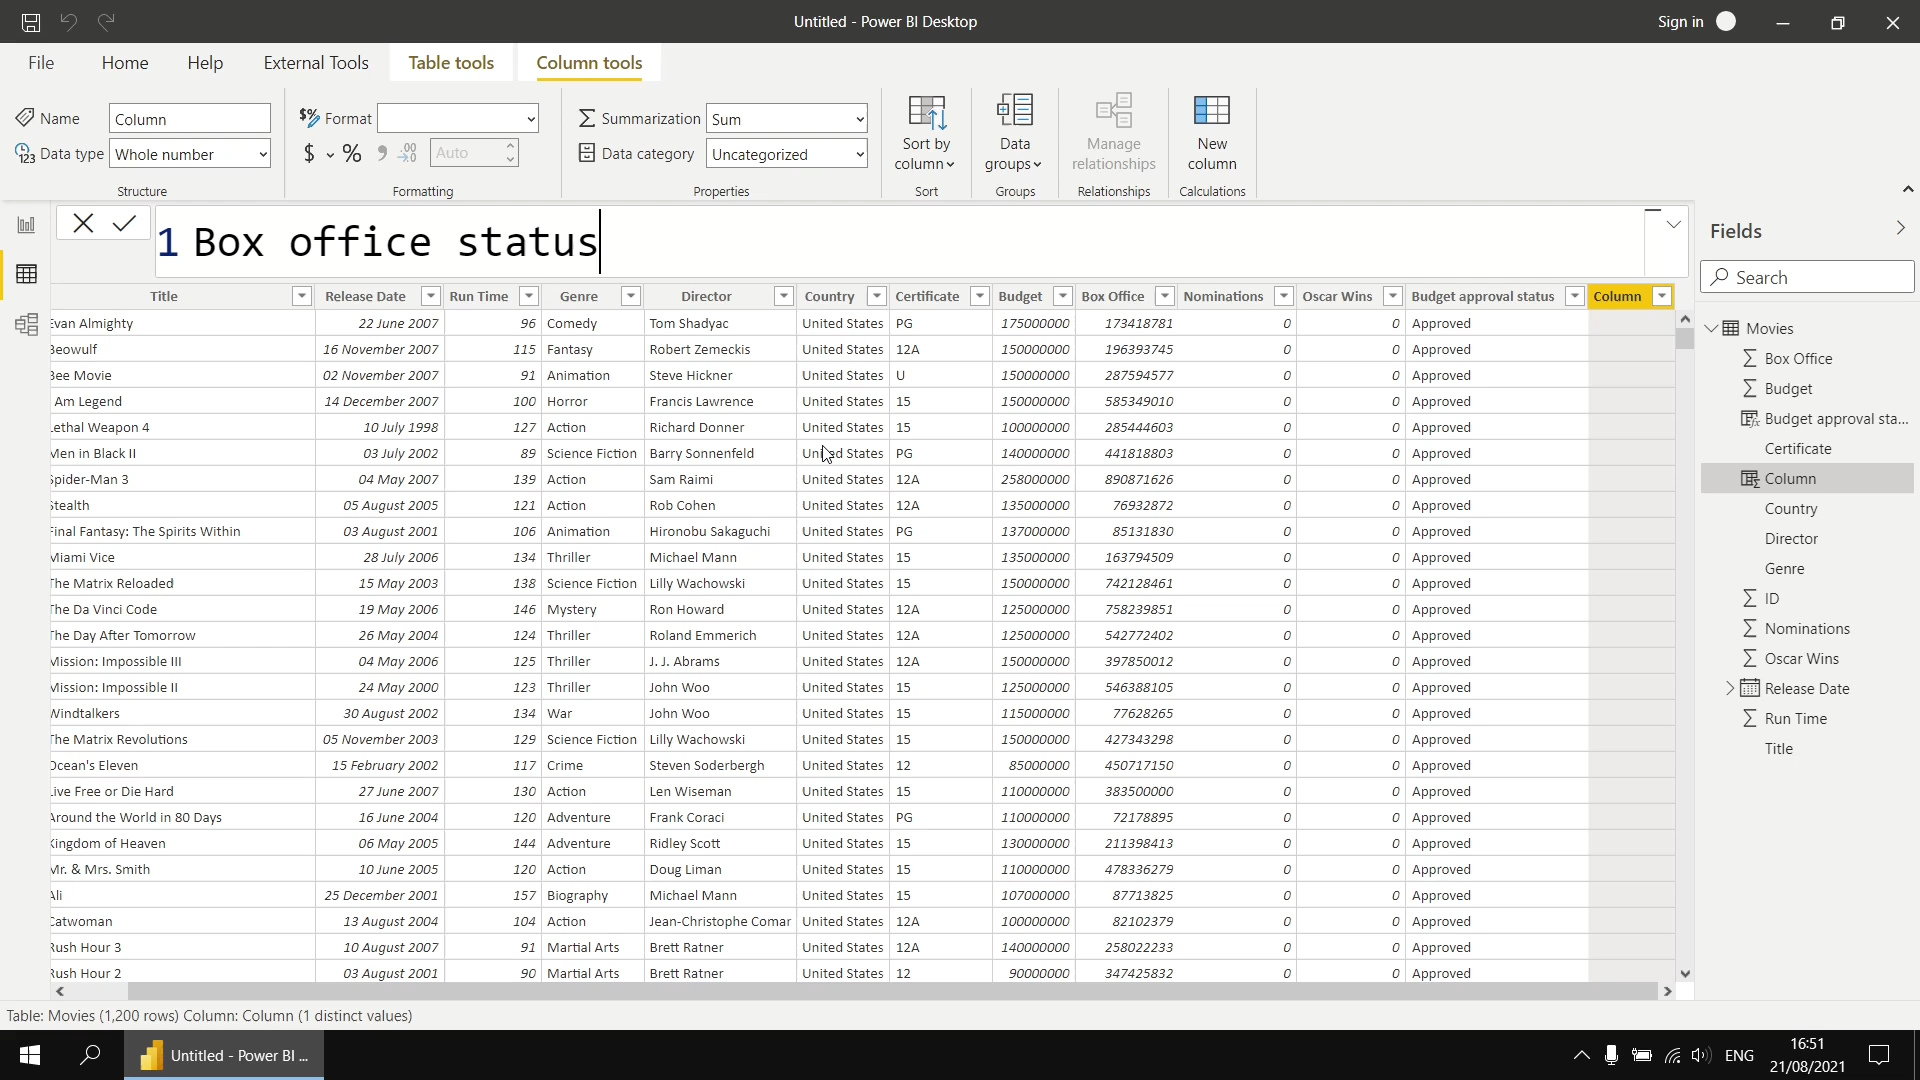 Untitled - Power BI Desktop
Sign in
File Home Help External Tools Table tools Column tools
Name Column
Data type Whole number
Structure
Format
$ % Auto
Formatting
Summarization Sum
Data category Uncategorized
Properties
Sort by column
Sort
Data groups
Groups
Manage relationships
Relationships
New column
Calculations
1 Box office status
Title Release Date Run Time Genre Director Country Certificate Budget Box Office Nominations Oscar Wins Budget approval status Column
Evan Almighty 22 June 2007 96 Comedy Tom Shadyac United States PG 175000000 173418781 0 0 Approved
Beowulf 16 November 2007 115 Fantasy Robert Zemeckis United States 12A 150000000 196393745 0 0 Approved
Bee Movie 02 November 2007 91 Animation Steve Hickner United States U 150000000 287594577 0 0 Approved
I Am Legend 14 December 2007 100 Horror Francis Lawrence United States 15 150000000 585349010 0 0 Approved
Lethal Weapon 4 10 July 1998 127 Action Richard Donner United States 15 100000000 285444603 0 0 Approved
Men in Black II 03 July 2002 89 Science Fiction Barry Sonnenfeld United States PG 140000000 441818803 0 0 Approved
Spider-Man 3 04 May 2007 139 Action Sam Raimi United States 12A 258000000 890871626 0 0 Approved
Stealth 05 August 2005 121 Action Rob Cohen United States 12A 135000000 76932872 0 0 Approved
Final Fantasy: The Spirits Within 03 August 2001 106 Animation Hironobu Sakaguchi United States PG 137000000 85131830 0 0 Approved
Miami Vice 28 July 2006 134 Thriller Michael Mann United States 15 135000000 163794509 0 0 Approved
The Matrix Reloaded 15 May 2003 138 Science Fiction Lilly Wachowski United States 15 150000000 742128461 0 0 Approved
The Da Vinci Code 19 May 2006 146 Mystery Ron Howard United States 12A 125000000 758239851 0 0 Approved
The Day After Tomorrow 26 May 2004 124 Thriller Roland Emmerich United States 12A 125000000 542772402 0 0 Approved
Mission: Impossible III 04 May 2006 125 Thriller J. J. Abrams United States 12A 150000000 397850012 0 0 Approved
Mission: Impossible II 24 May 2000 123 Thriller John Woo United States 15 125000000 546388105 0 0 Approved
Windtalkers 30 August 2002 134 War John Woo United States 15 115000000 77628265 0 0 Approved
The Matrix Revolutions 05 November 2003 129 Science Fiction Lilly Wachowski United States 15 150000000 427343298 0 0 Approved
Ocean's Eleven 15 February 2002 117 Crime Steven Soderbergh United States 12 85000000 450717150 0 0 Approved
Live Free or Die Hard 27 June 2007 130 Action Len Wiseman United States 15 110000000 383500000 0 0 Approved
Around the World in 80 Days 16 June 2004 120 Adventure Frank Coraci United States PG 110000000 72178895 0 0 Approved
Kingdom of Heaven 06 May 2005 144 Adventure Ridley Scott United States 15 130000000 211398413 0 0 Approved
Mr. & Mrs. Smith 10 June 2005 120 Action Doug Liman United States 15 110000000 478336279 0 0 Approved
Ali 25 December 2001 157 Biography Michael Mann United States 15 107000000 87713825 0 0 Approved
Catwoman 13 August 2004 104 Action Jean-Christophe Comar United States 12A 100000000 82102379 0 0 Approved
Rush Hour 3 10 August 2007 91 Martial Arts Brett Ratner United States 12A 140000000 258022233 0 0 Approved
Rush Hour 2 03 August 2001 90 Martial Arts Brett Ratner United States 12 90000000 347425832 0 0 Approved
Table: Movies (1,200 rows) Column: Column (1 distinct values)
Fields
Search
Movies
Box Office
Budget
Budget approval sta...
Certificate
Column
Country
Director
Genre
ID
Nominations
Oscar Wins
Release Date
Run Time
Title
Untitled - Power BI ...
ENG
16:51
21/08/2021